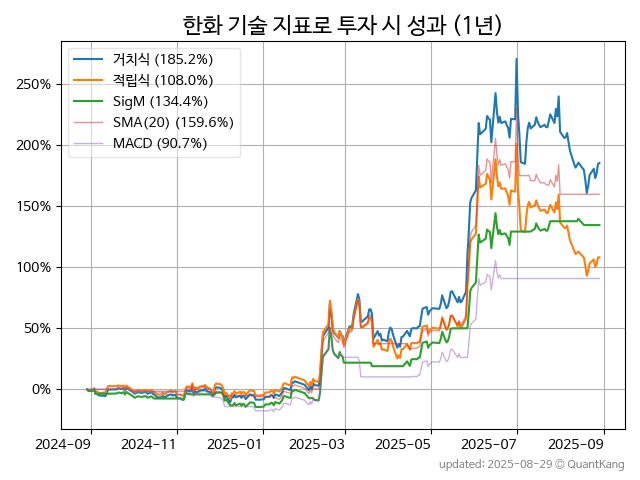 한화 기술 지표로 투자 시 성과 (1년)
거치식 (185.2%)
적립식 (108.0%)
SigM (134.4%)
SMA(20) (159.6%)
MACD (90.7%)
250%
200%
150%
100%
50%
0%
2024-09 2024-11 2025-01 2025-03 2025-05 2025-07 2025-09
updated: 2025-08-29 © QuantKang